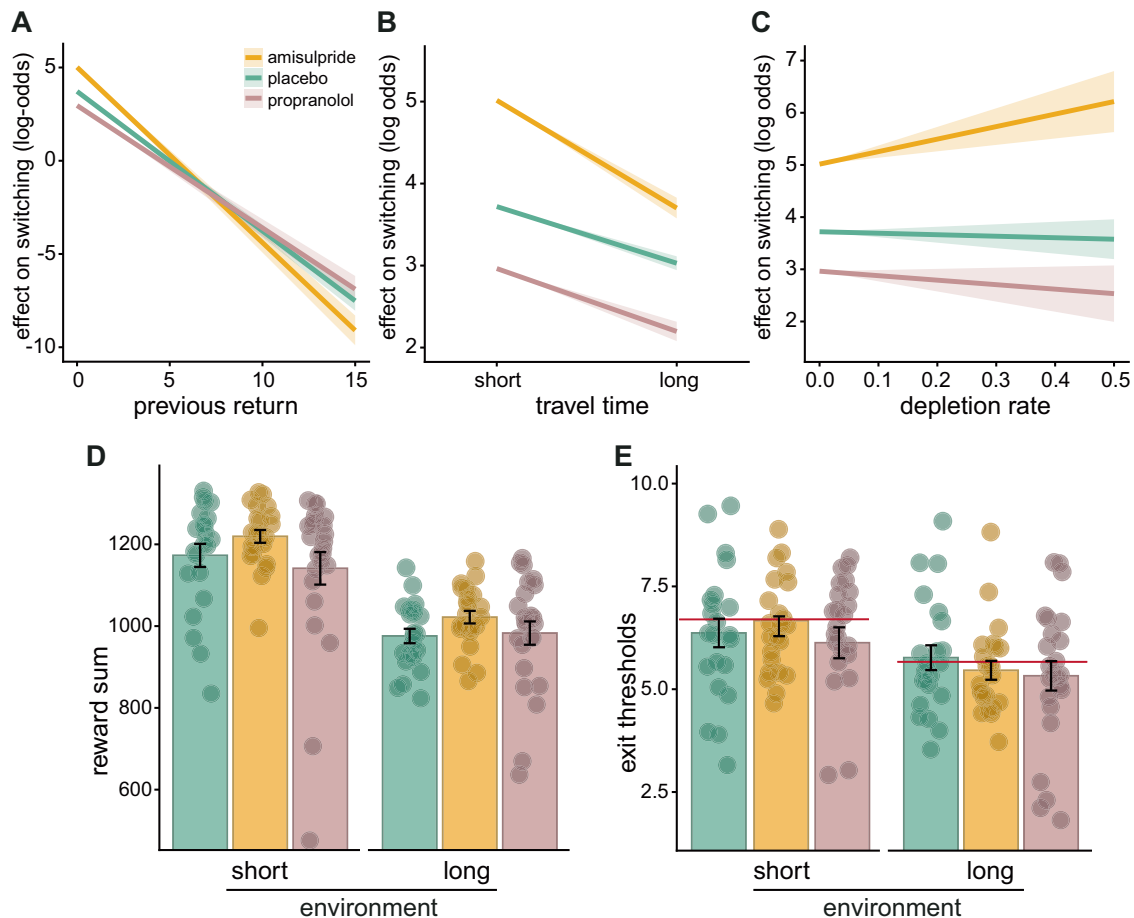 A
effect on switching (log-odds)
5
0
-5
-10
0 5 10 15
previous return
amisulpride
placebo
propranolol
B
effect on switching (log odds)
5
4
3
2
short long
travel time
C
effect on switching (log odds)
7
6
5
4
3
2
0.0 0.1 0.2 0.3 0.4 0.5
depletion rate
D
reward sum
1200
1000
800
600
short long
environment
E
exit thresholds
10.0
7.5
5.0
2.5
short long
environment